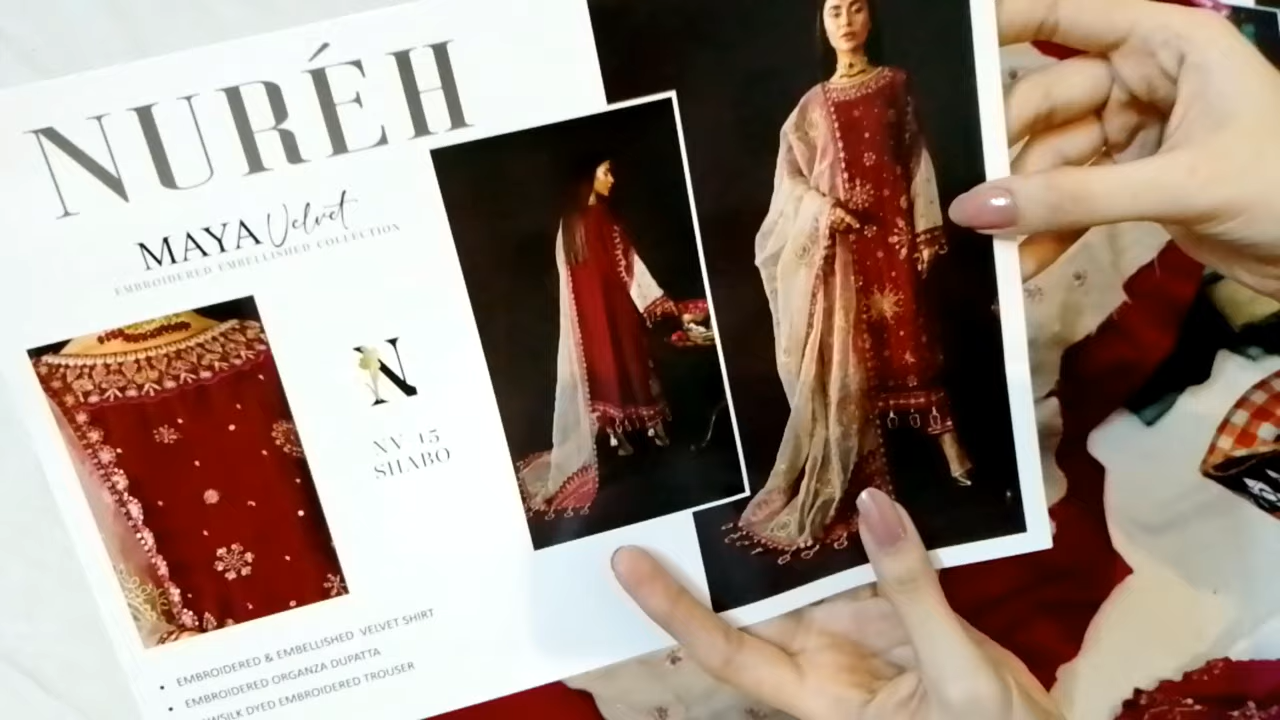 NURÉH
MAYA Velvet
EMBROIDERED EMBELLISHED COLLECTION
N
NV-45
SHABO
• EMBROIDERED & EMBELLISHED VELVET SHIRT
• EMBROIDERED ORGANZA DUPATTA
DYED EMBROIDERED TROUSER